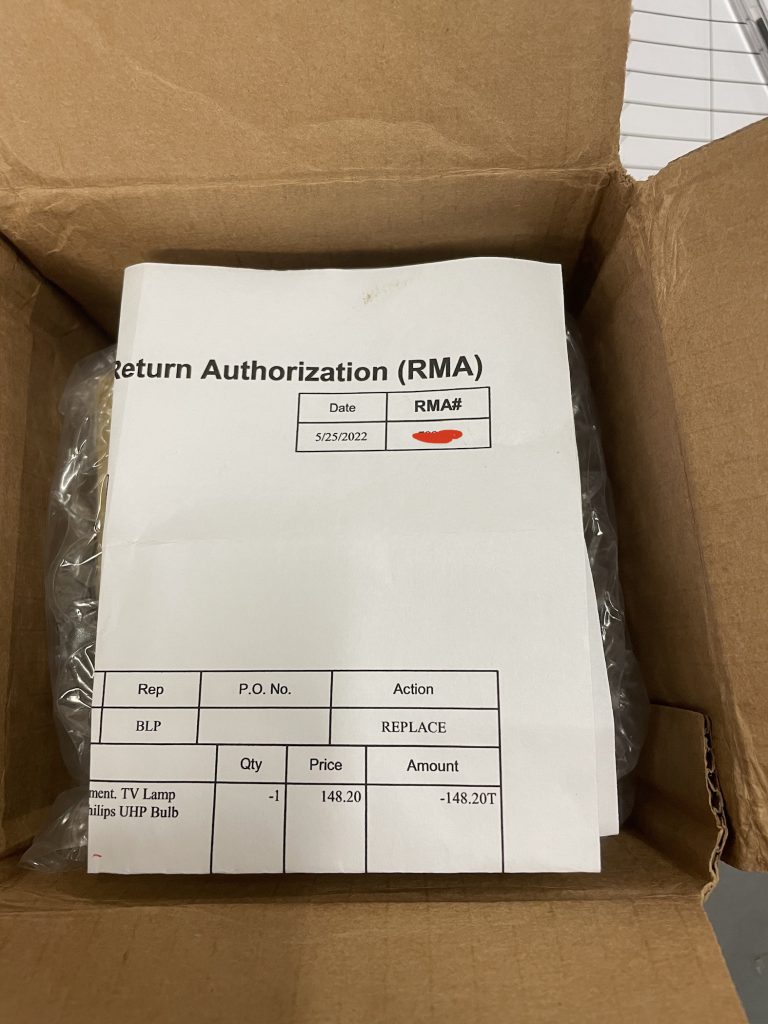 Return Authorization (RMA)
Date RMA#
5/25/2022
Rep P.O. No. Action
BLP REPLACE
Qty Price Amount
ment. TV Lamp -1 148.20 -148.20T
hilips UHP Bulb